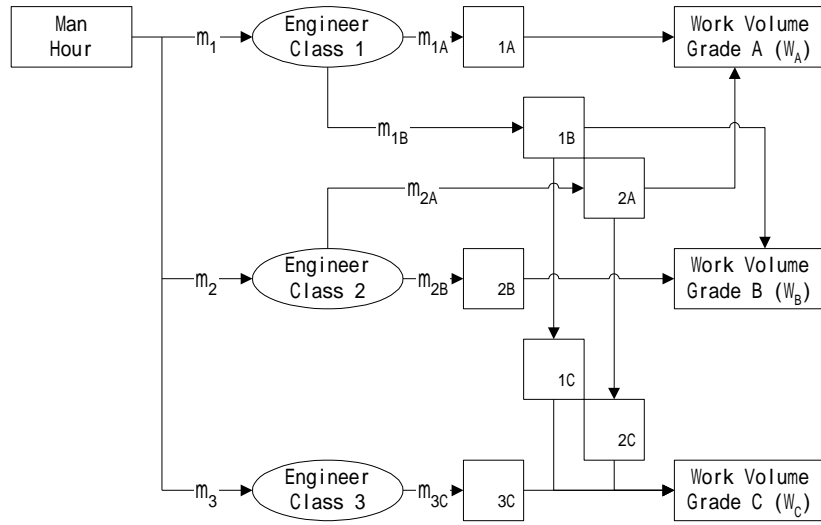 Man
Hour
m1
Engineer
Class 1
m1A
1A
Work Volume
Grade A (WA)
m1B
1B
m2A
2A
m2
Engineer
Class 2
m2B
2B
Work Volume
Grade B (WB)
1C
2C
m3
Engineer
Class 3
m3C
3C
Work Volume
Grade C (WC)